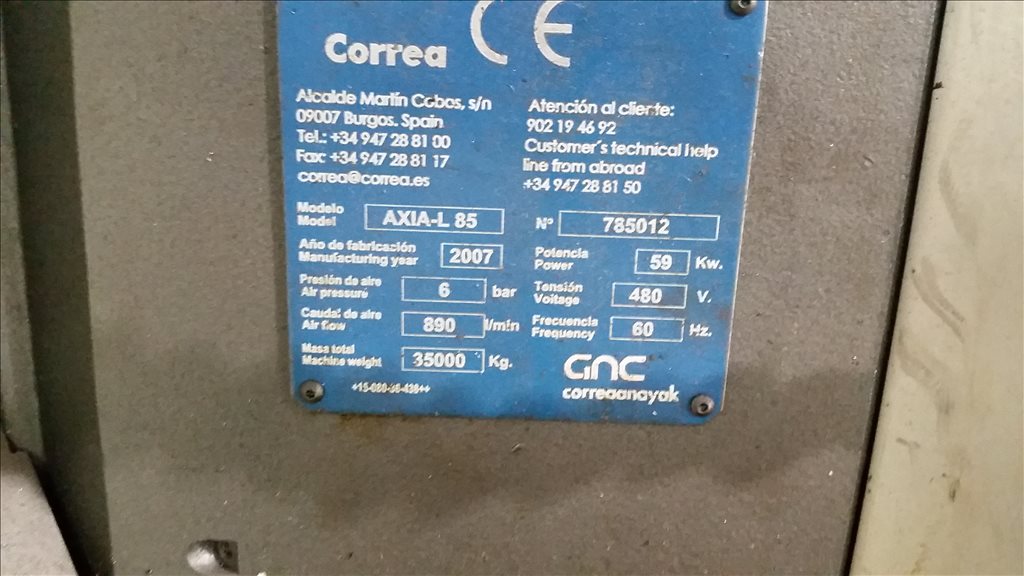 Correa CE
Alcalde Martín Cobos, s/n
09007 Burgos. Spain
Tel.: +34 947 28 81 00
Fax: +34 947 28 81 17
correa@correa.es
Atención al cliente:
902 19 46 92
Customer's technical help
line from abroad
+34 947 28 81 50
Modelo
Model AXIA-L 85
Nº 785012
Año de fabricación
Manufacturing year 2007
Potencia
Power 59 Kw.
Presión de aire
Air pressure 6 bar
Tensión
Voltage 480 V.
Caudal de aire
Air flow 890 l/min
Frecuencia
Frequency 60 Hz.
Masa total
Machine weight 35000 Kg.
GNC
correaanayak